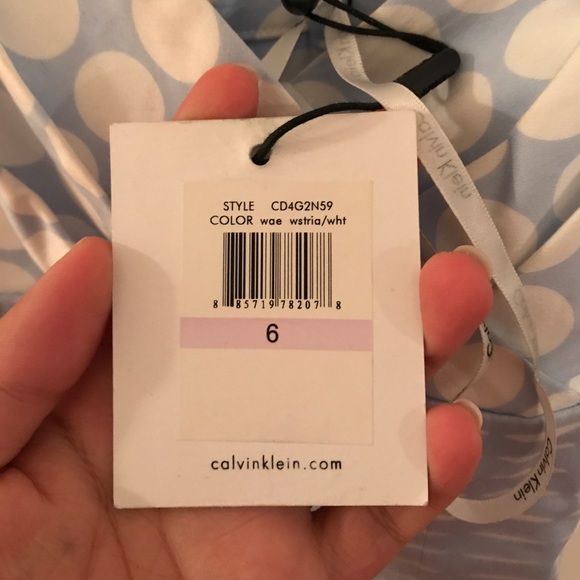 Calvin Klein
STYLE CD4G2N59
COLOR wae wstria/wht
8 85719 78207 8
6
calvinklein.com
Calvin Klein